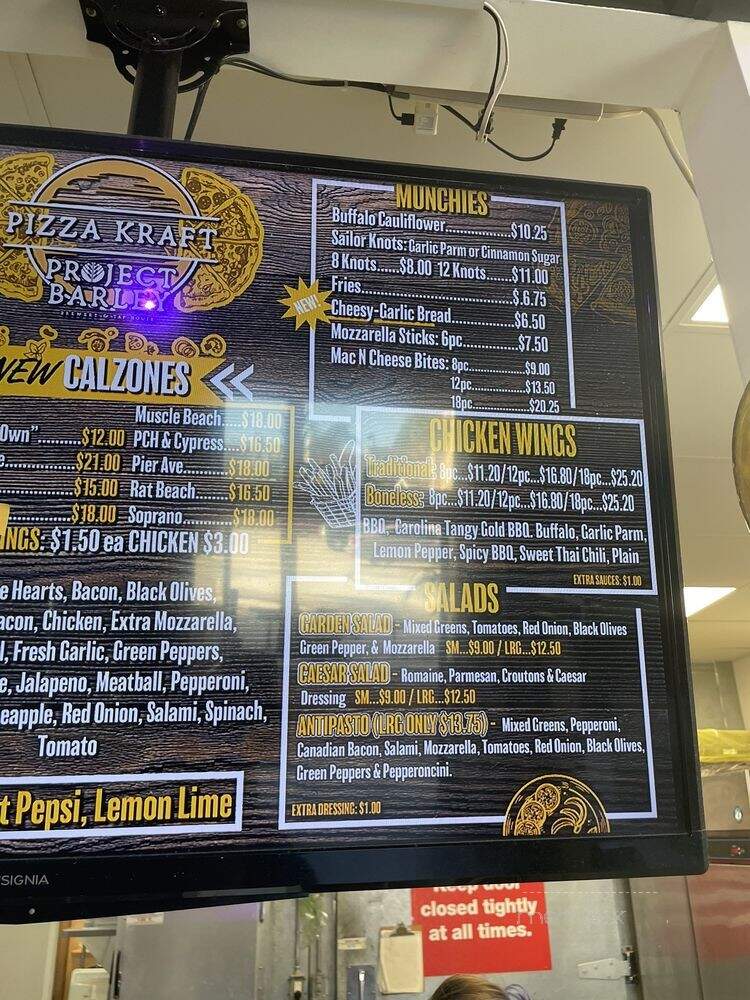 PIZZA KRAFT
PROJECT
BARLEY
NEW CALZONES
Muscle Beach.....$18.00
Own"..........$12.00 PCH & Cypress....$16.50
$21.00 Pier Ave..........$18.00
$15.00 Rat Beach.......$16.50
$18.00 Soprano...........$18.00
NGS: $1.50 ea CHICKEN $3.00
e Hearts, Bacon, Black Olives,
acon, Chicken, Extra Mozzarella,
l, Fresh Garlic, Green Peppers,
e, Jalapeno, Meatball, Pepperoni,
eapple, Red Onion, Salami, Spinach,
Tomato
t Pepsi, Lemon Lime
MUNCHIES
Buffalo Cauliflower.................$10.25
Sailor Knots: Garlic Parm or Cinnamon Sugar
8 Knots......$8.00 12 Knots......$11.00
Fries.......................................$.6.75
NEW!
Cheesy-Garlic Bread.................$6.50
Mozzarella Sticks: 6pc...............$7.50
Mac N Cheese Bites: 8pc...............$9.00
12pc...............$13.50
18pc...............$20.25
CHICKEN WINGS
Traditional: 8pc...$11.20/12pc...$16.80/18pc...$25.20
Boneless: 8pc...$11.20/12pc...$16.80/18pc...$25.20
BBQ, Carolina Tangy Gold BBQ. Buffalo, Garlic Parm,
Lemon Pepper, Spicy BBQ, Sweet Thai Chili, Plain
EXTRA SAUCES: $1.00
SALADS
GARDEN SALAD - Mixed Greens, Tomatoes, Red Onion, Black Olives
Green Pepper, & Mozzarella SM...$9.00 / LRG...$12.50
CAESAR SALAD - Romaine, Parmesan, Croutons & Caesar
Dressing SM...$9.00 / LRG...$12.50
ANTIPASTO (LRG ONLY $13.75) - Mixed Greens, Pepperoni,
Canadian Bacon, Salami, Mozzarella, Tomatoes, Red Onion, Black Olives,
Green Peppers & Pepperoncini.
EXTRA DRESSING: $1.00
SIGNIA
Keep door
closed tightly
at all times.